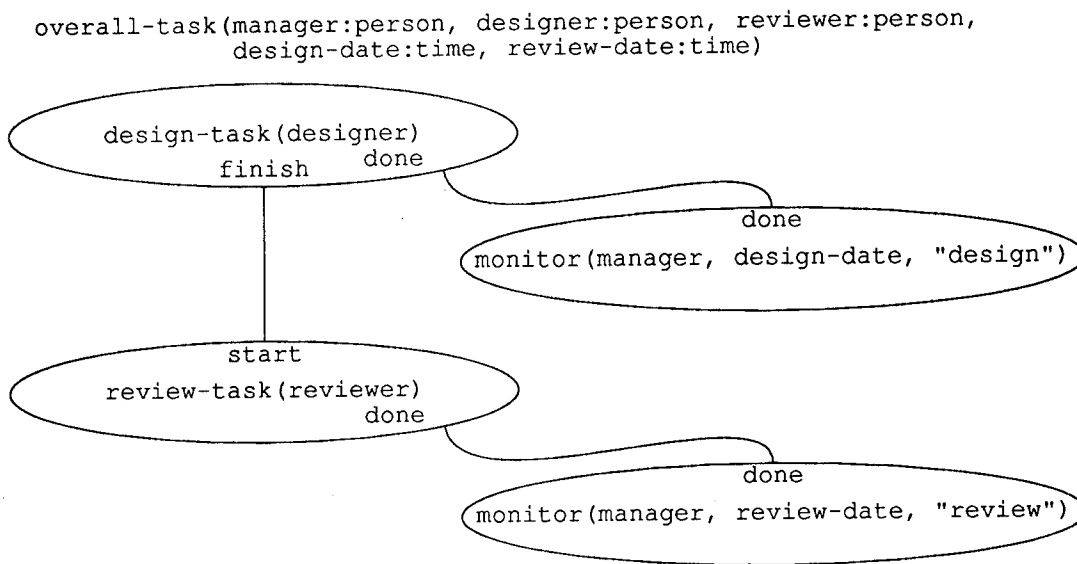 overall-task(manager:person, designer:person, reviewer:person,
design-date:time, review-date:time)
design-task(designer)
done
finish
done
monitor(manager, design-date, "design")
start
review-task(reviewer)
done
done
monitor(manager, review-date, "review")